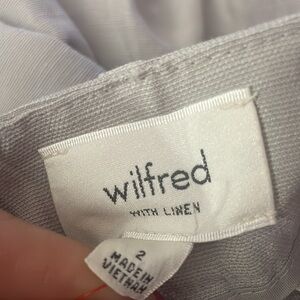 wilfred
WITH LINEN
2
MADE IN
VIETNAM